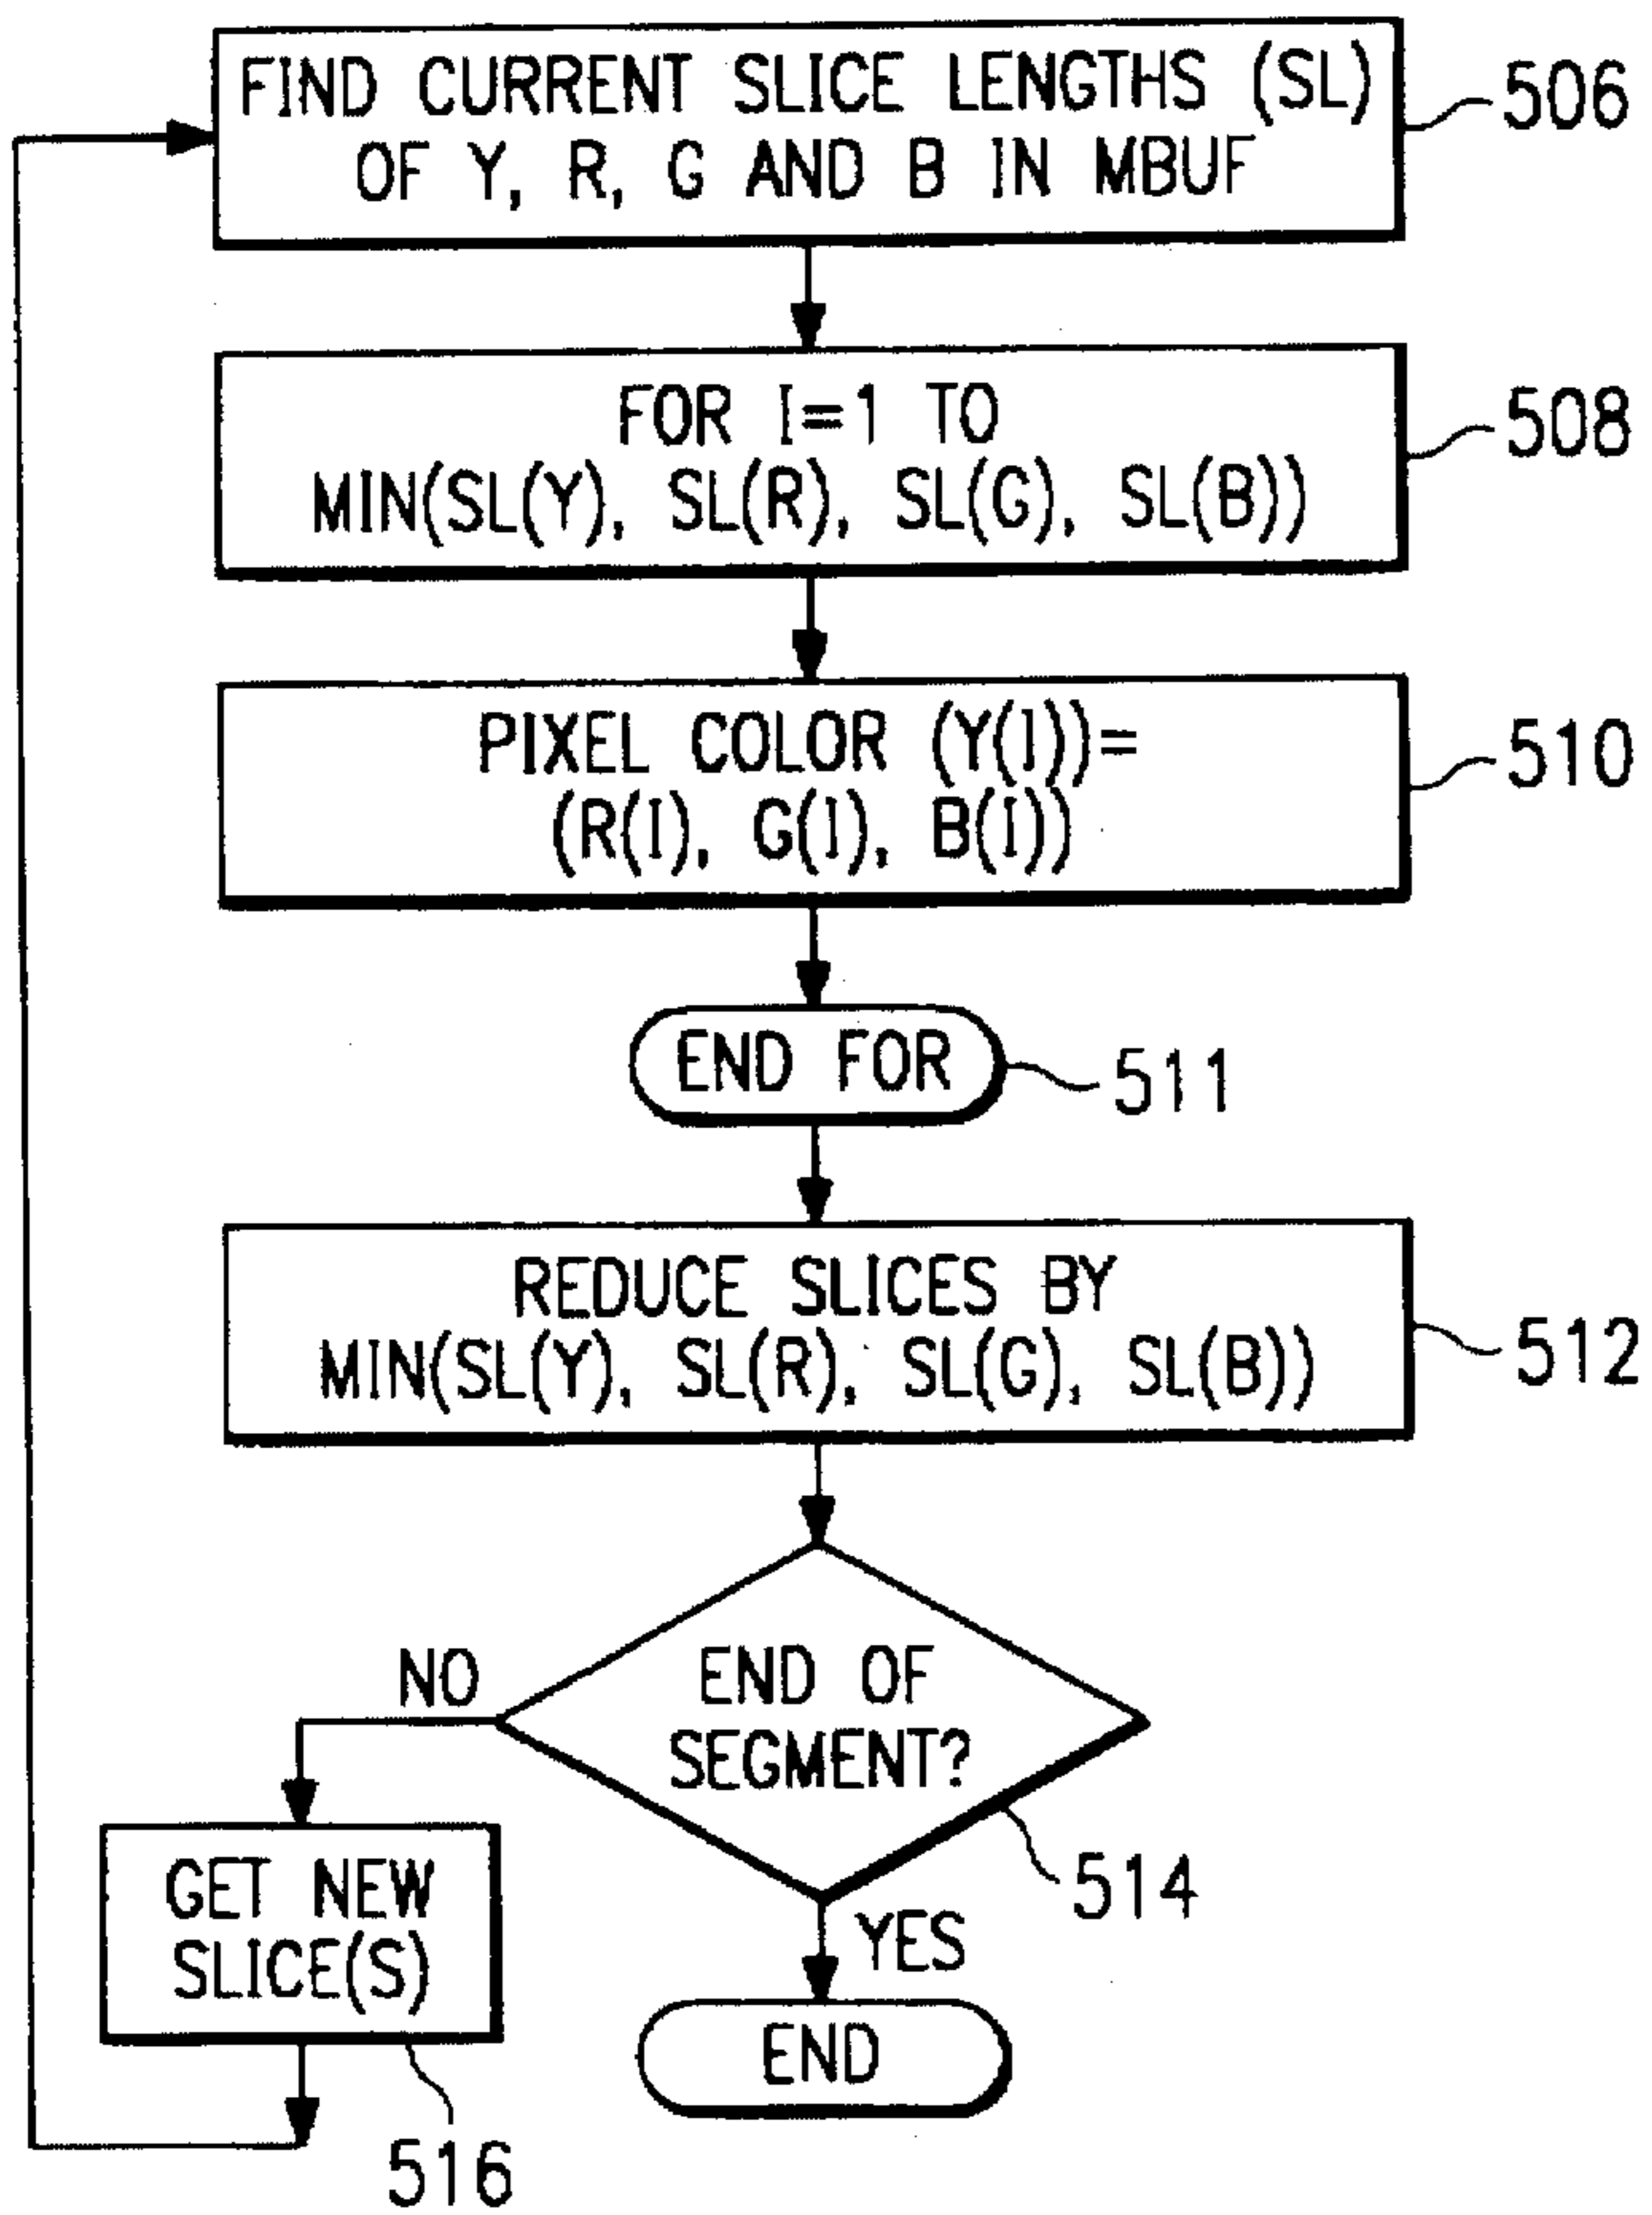 FIND CURRENT SLICE LENGTHS (SL)
OF Y, R, G AND B IN MBUF
506
FOR I=1 TO
MIN(SL(Y), SL(R), SL(G), SL(B))
508
PIXEL COLOR (Y(I))=
(R(I), G(I), B(I))
510
END FOR
511
REDUCE SLICES BY
MIN(SL(Y), SL(R), SL(G), SL(B))
512
END OF
SEGMENT?
514
NO
YES
GET NEW
SLICE(S)
516
END